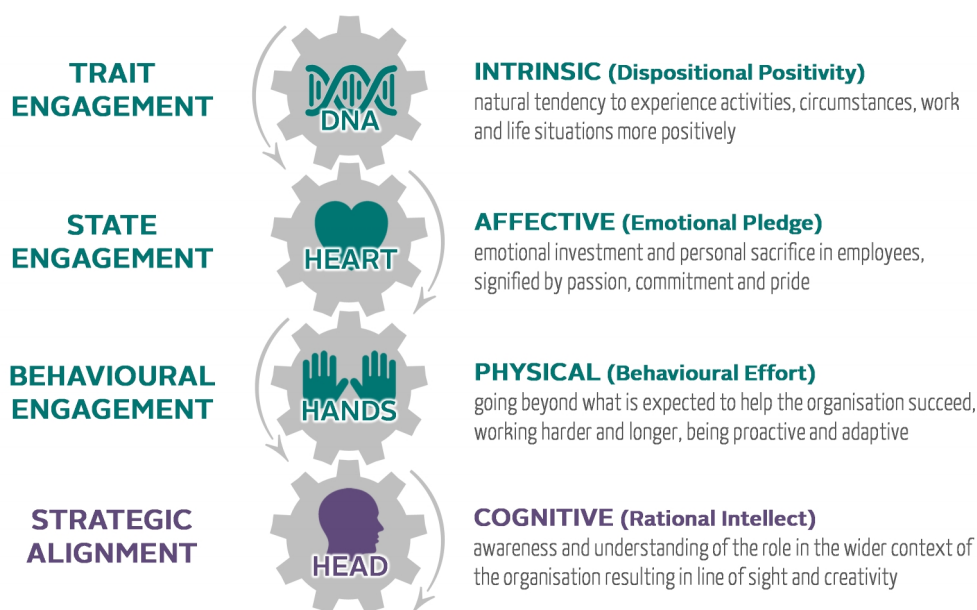 TRAIT
ENGAGEMENT
DNA
INTRINSIC (Dispositional Positivity)
natural tendency to experience activities, circumstances, work
and life situations more positively
STATE
ENGAGEMENT
HEART
AFFECTIVE (Emotional Pledge)
emotional investment and personal sacrifice in employees,
signified by passion, commitment and pride
BEHAVIOURAL
ENGAGEMENT
HANDS
PHYSICAL (Behavioural Effort)
going beyond what is expected to help the organisation succeed,
working harder and longer, being proactive and adaptive
STRATEGIC
ALIGNMENT
HEAD
COGNITIVE (Rational Intellect)
awareness and understanding of the role in the wider context of
the organisation resulting in line of sight and creativity